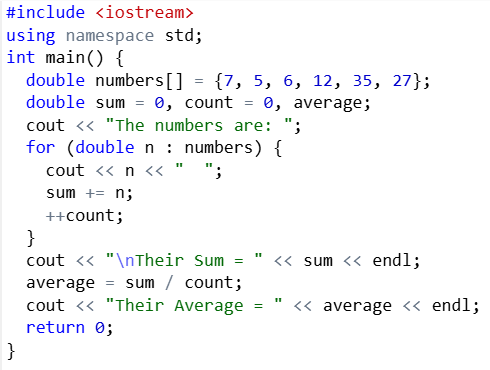 #include <iostream>
using namespace std;
int main() {
  double numbers[] = {7, 5, 6, 12, 35, 27};
  double sum = 0, count = 0, average;
  cout << "The numbers are: ";
  for (double n : numbers) {
    cout << n << "  ";
    sum += n;
    ++count;
  }
  cout << "\nTheir Sum = " << sum << endl;
  average = sum / count;
  cout << "Their Average = " << average << endl;
  return 0;
}